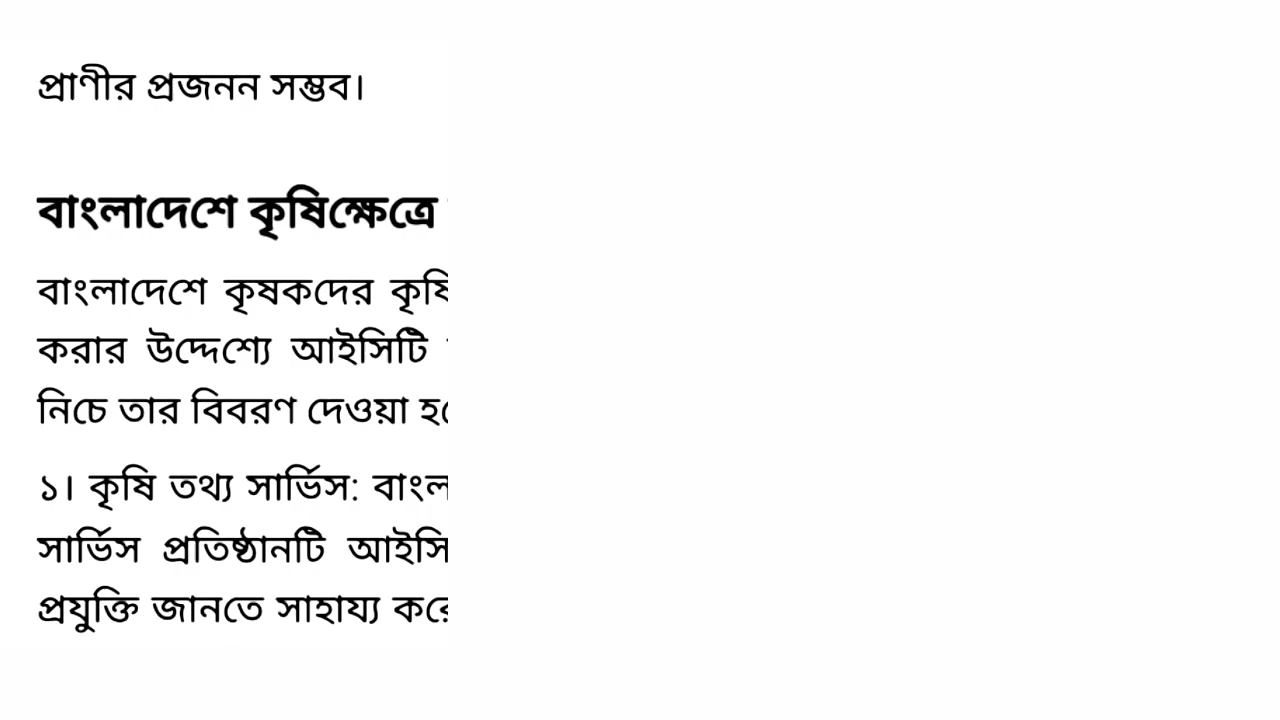 প্রাণীর প্রজনন সম্ভব।
বাংলাদেশে কৃষিক্ষেত্রে
বাংলাদেশে কৃষকদের
করার উদ্দেশ্যে আইসিটি
নিচে তার বিবরণ দেওয়া
১। কৃষি তথ্য সার্ভিস:
সার্ভিস প্রতিষ্ঠানটি
প্রযুক্তি জানতে সাহায্য